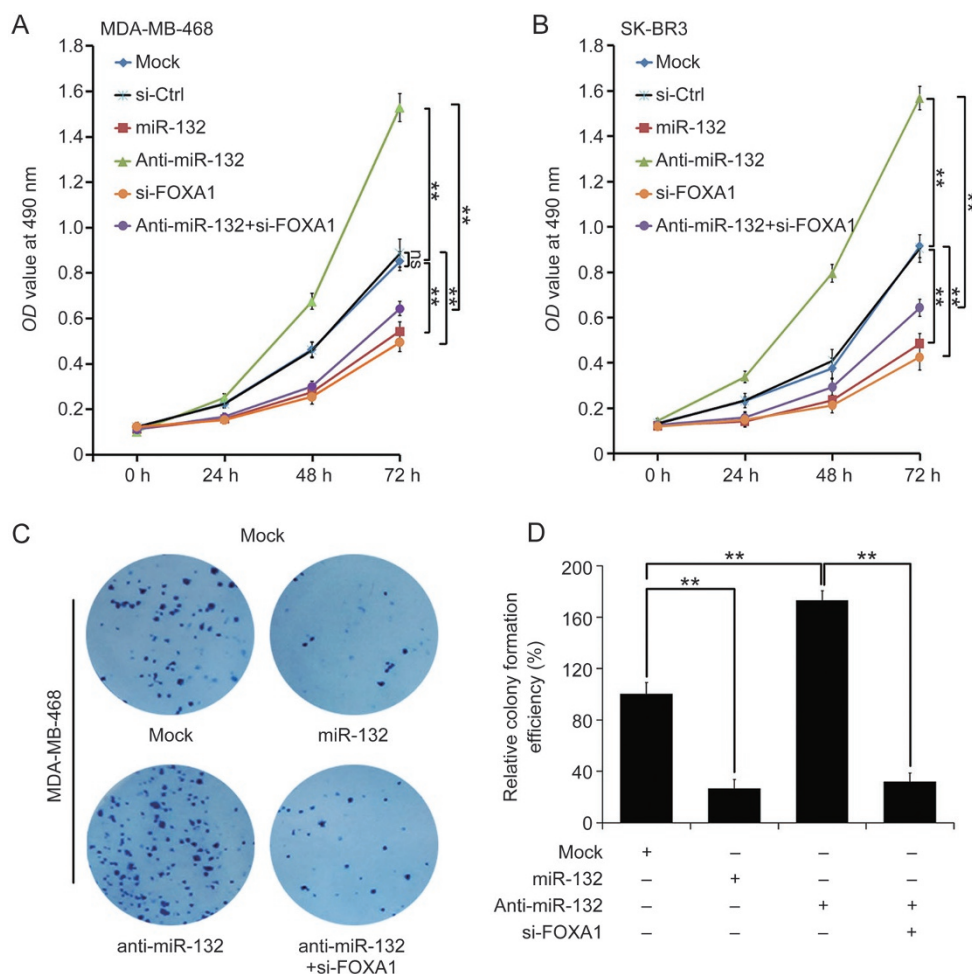 A
MDA-MB-468
1.8
1.6
1.4
1.2
1.0
0.8
0.6
0.4
0.2
0
OD value at 490 nm
Mock
si-Ctrl
miR-132
Anti-miR-132
si-FOXA1
Anti-miR-132+si-FOXA1
**
**
ns
**
**
0 h
24 h
48 h
72 h
B
SK-BR3
1.8
1.6
1.4
1.2
1.0
0.8
0.6
0.4
0.2
0
OD value at 490 nm
Mock
si-Ctrl
miR-132
Anti-miR-132
si-FOXA1
Anti-miR-132+si-FOXA1
**
**
**
**
0 h
24 h
48 h
72 h
C
Mock
MDA-MB-468
Mock
miR-132
anti-miR-132
anti-miR-132
+si-FOXA1
D
Relative colony formation
efficiency (%)
200
160
120
80
40
0
**
**
**
Mock + – – –
miR-132 – + – –
Anti-miR-132 – – + +
si-FOXA1 – – – +